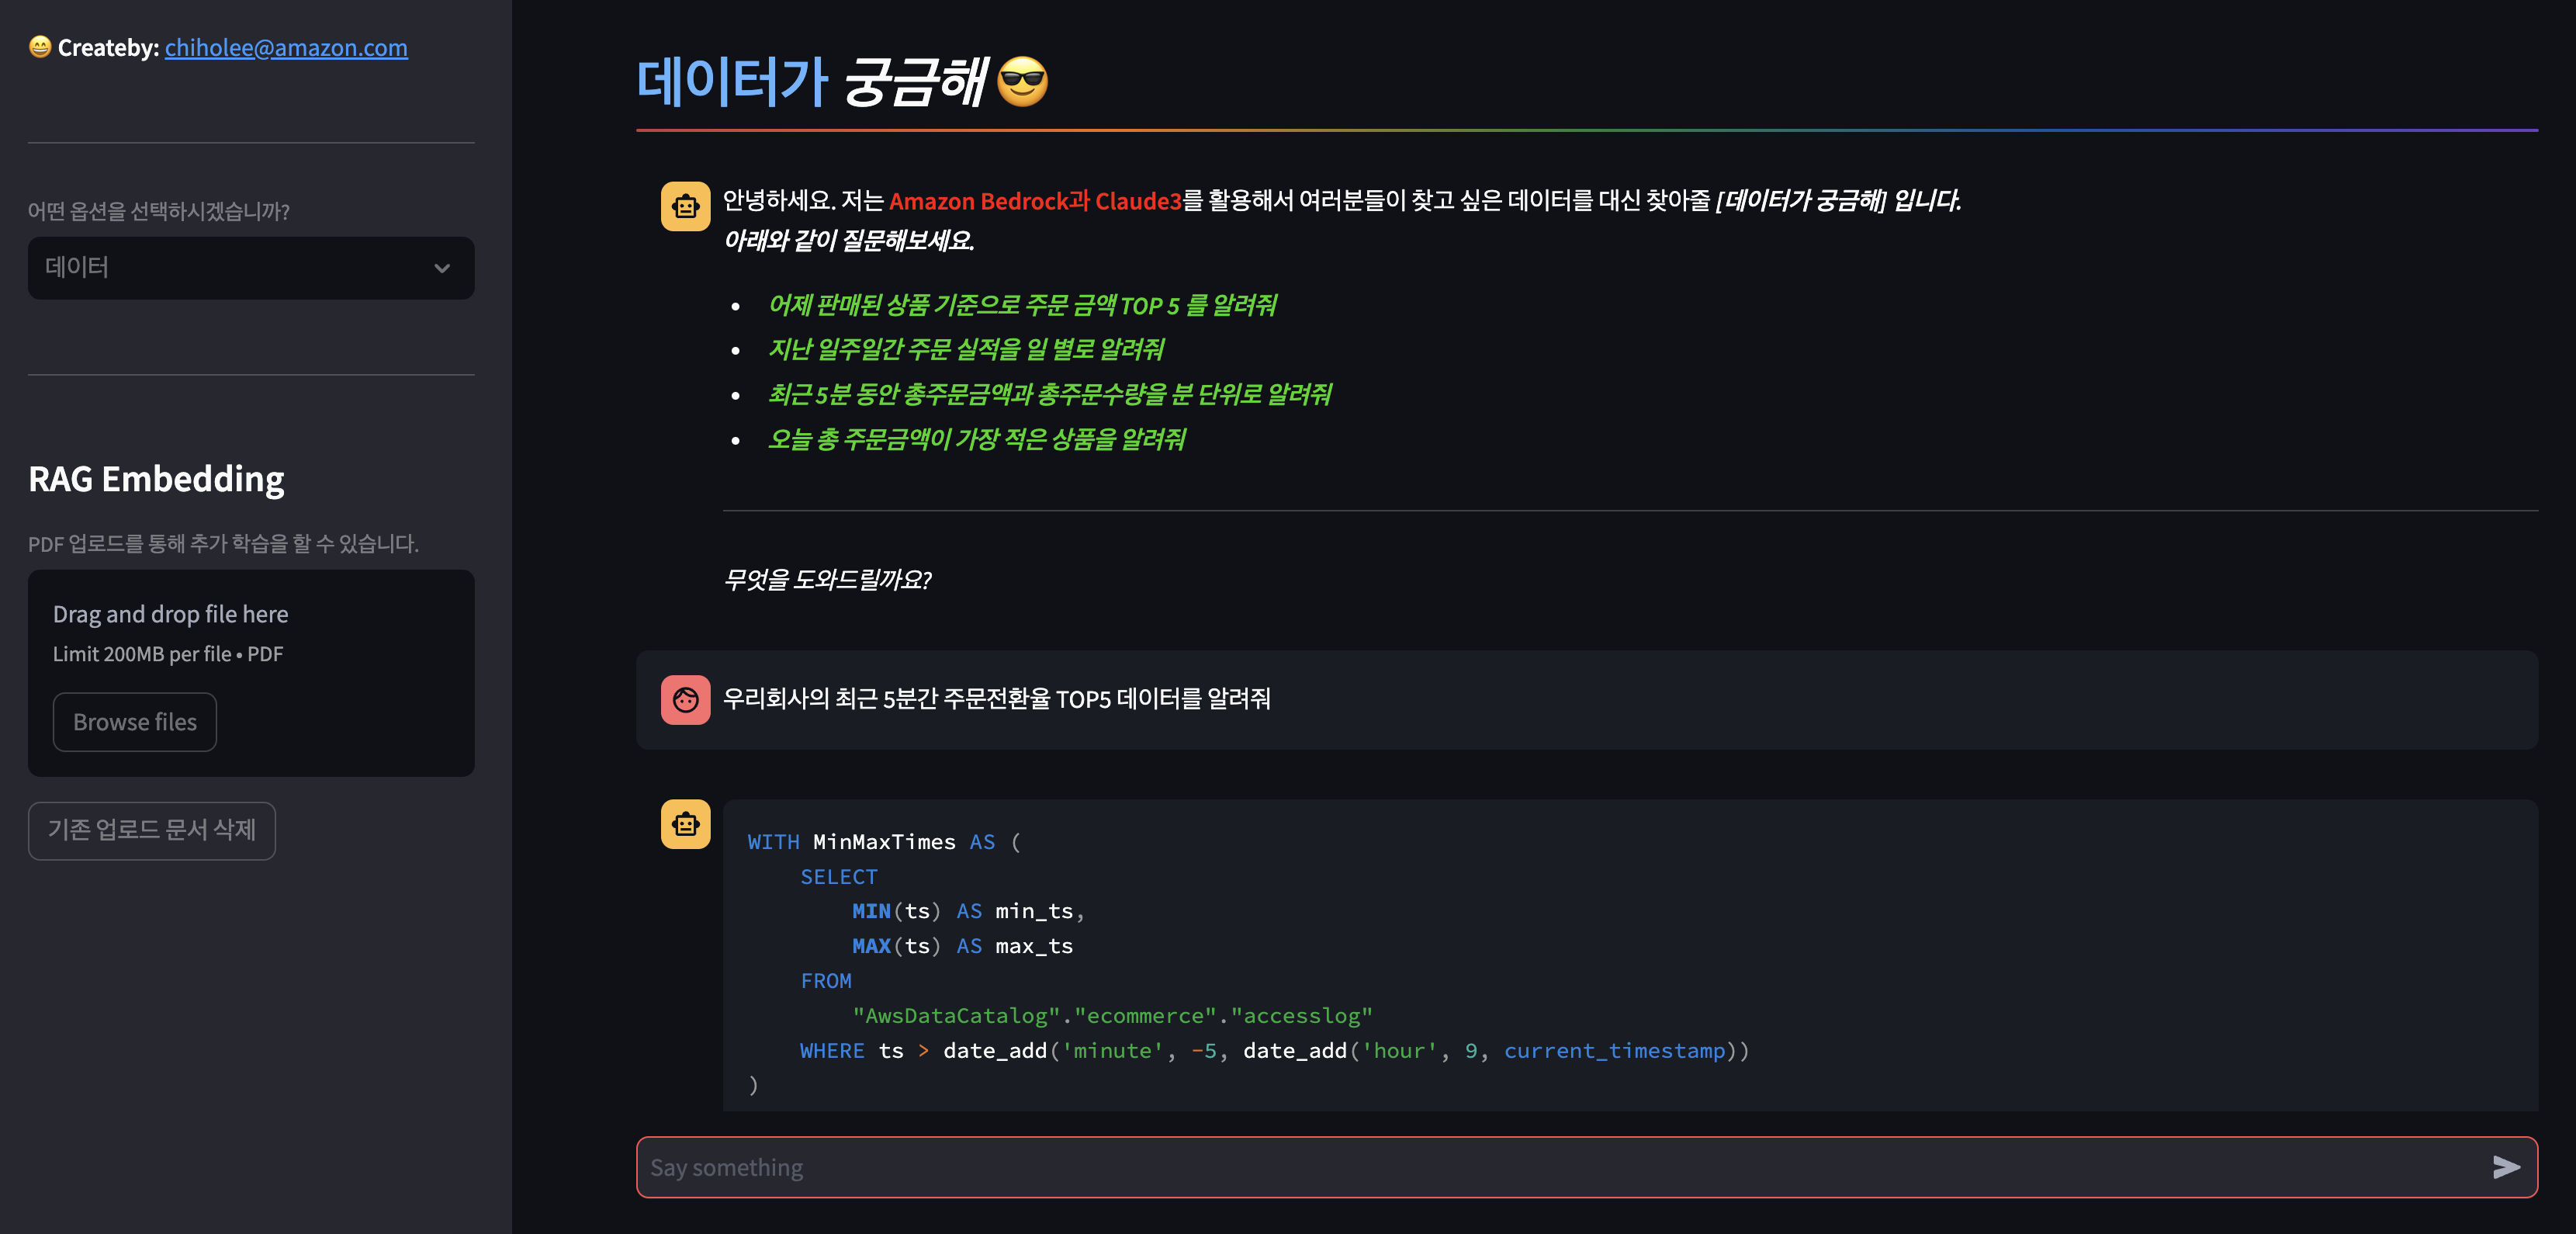 😄 Createby: chiholee@amazon.com
어떤 옵션을 선택하시겠습니까?
데이터
RAG Embedding
PDF 업로드를 통해 추가 학습을 할 수 있습니다.
Drag and drop file here
Limit 200MB per file • PDF
Browse files
기존 업로드 문서 삭제
데이터가 궁금해 😎
안녕하세요. 저는 Amazon Bedrock과 Claude3를 활용해서 여러분들이 찾고 싶은 데이터를 대신 찾아줄 [데이터가 궁금해] 입니다.
아래와 같이 질문해보세요.
• 어제 판매된 상품 기준으로 주문 금액 TOP 5 를 알려줘
• 지난 일주일간 주문 실적을 일 별로 알려줘
• 최근 5분 동안 총주문금액과 총주문수량을 분 단위로 알려줘
• 오늘 총 주문금액이 가장 적은 상품을 알려줘
무엇을 도와드릴까요?
우리회사의 최근 5분간 주문전환율 TOP5 데이터를 알려줘
WITH MinMaxTimes AS (
    SELECT
        MIN(ts) AS min_ts,
        MAX(ts) AS max_ts
    FROM
        "AwsDataCatalog"."ecommerce"."accesslog"
    WHERE ts > date_add('minute', -5, date_add('hour', 9, current_timestamp))
)
Say something